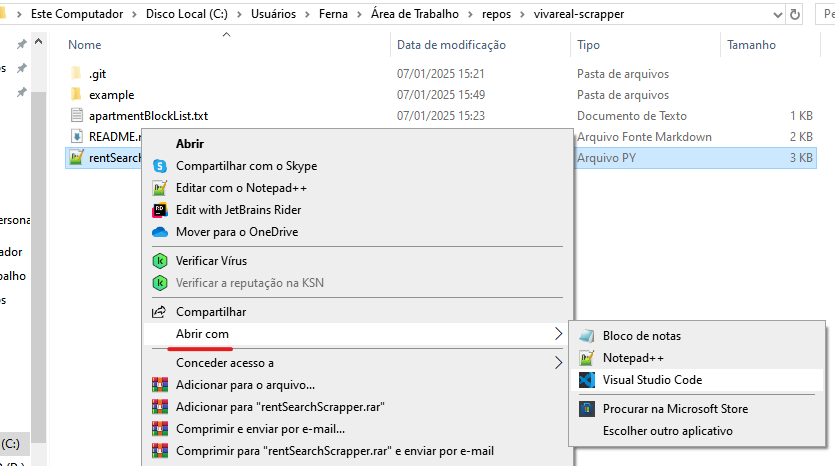 Este Computador > Disco Local (C:) > Usuários > Ferna > Área de Trabalho > repos > vivareal-scrapper
Nome Data de modificação Tipo Tamanho
.git 07/01/2025 15:21 Pasta de arquivos
example 07/01/2025 15:49 Pasta de arquivos
apartmentBlockList.txt 07/01/2025 15:23 Documento de Texto 1 KB
README. Arquivo Fonte Markdown 2 KB
rentSearch Arquivo PY 3 KB
Abrir
Compartilhar com o Skype
Editar com o Notepad++
Edit with JetBrains Rider
Mover para o OneDrive
Verificar Vírus
Verificar a reputação na KSN
Compartilhar
Abrir com
Bloco de notas
Notepad++
Visual Studio Code
Procurar na Microsoft Store
Escolher outro aplicativo
Conceder acesso a
Adicionar para o arquivo...
Adicionar para "rentSearchScrapper.rar"
Comprimir e enviar por e-mail...
Comprimir para "rentSearchScrapper.rar" e enviar por e-mail
(C:)